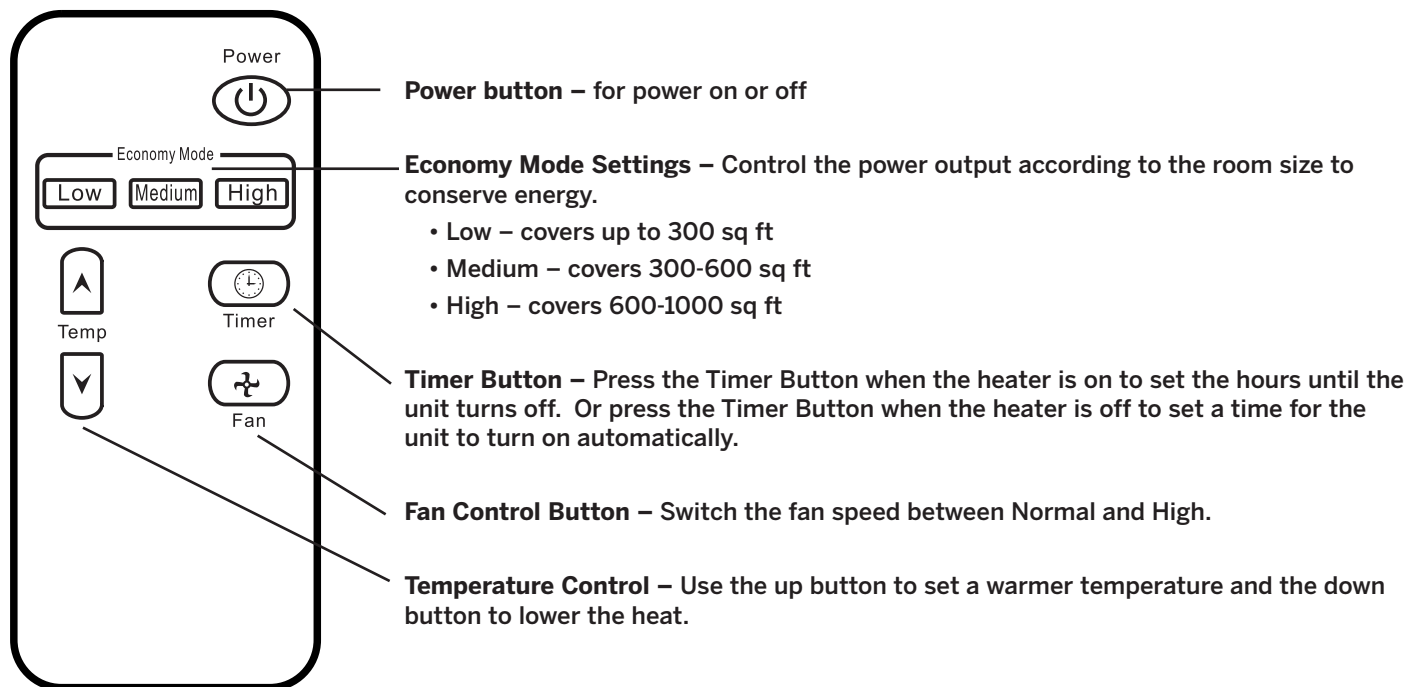 Power
Power button – for power on or off
Economy Mode
Low Medium High
Economy Mode Settings – Control the power output according to the room size to
conserve energy.
• Low – covers up to 300 sq ft
• Medium – covers 300-600 sq ft
• High – covers 600-1000 sq ft
Temp
Timer
Timer Button – Press the Timer Button when the heater is on to set the hours until the
unit turns off.  Or press the Timer Button when the heater is off to set a time for the
unit to turn on automatically.
Fan
Fan Control Button – Switch the fan speed between Normal and High.
Temperature Control – Use the up button to set a warmer temperature and the down
button to lower the heat.